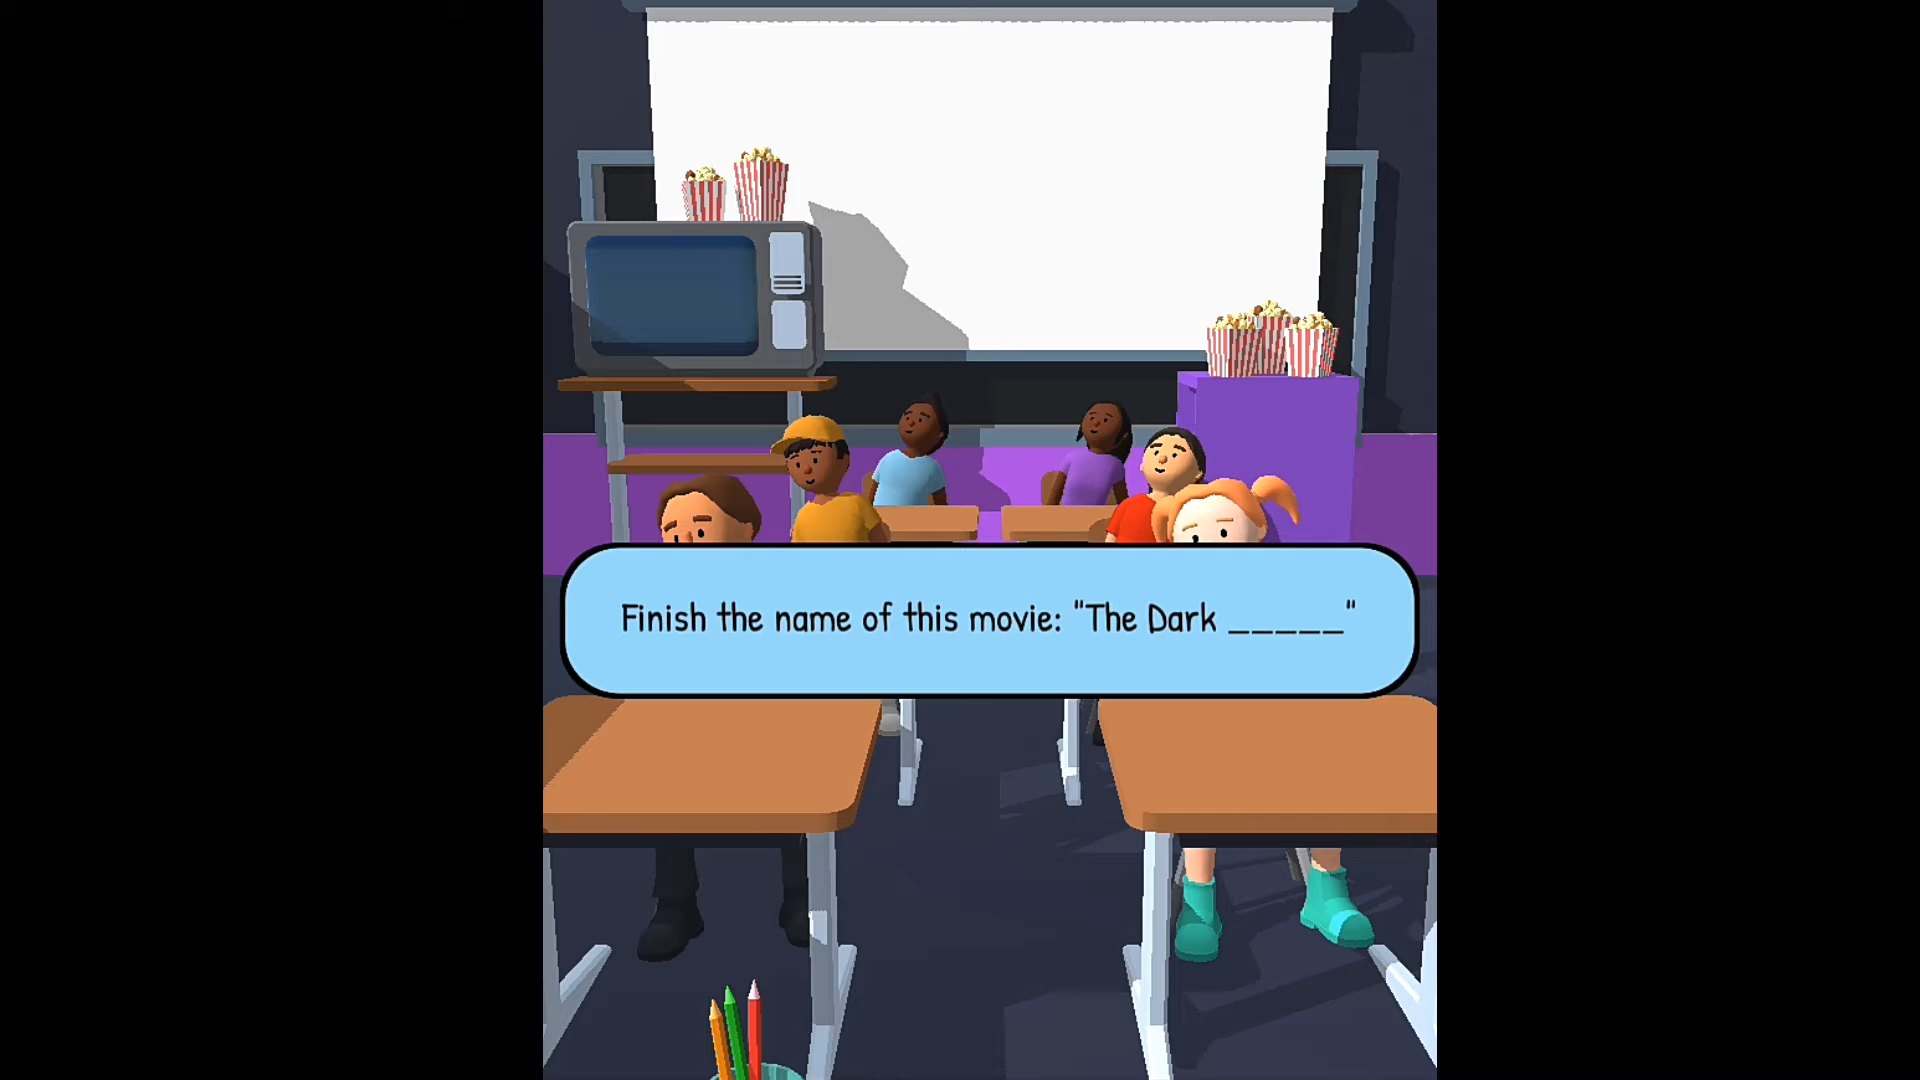 Finish the name of this movie: "The Dark _____"